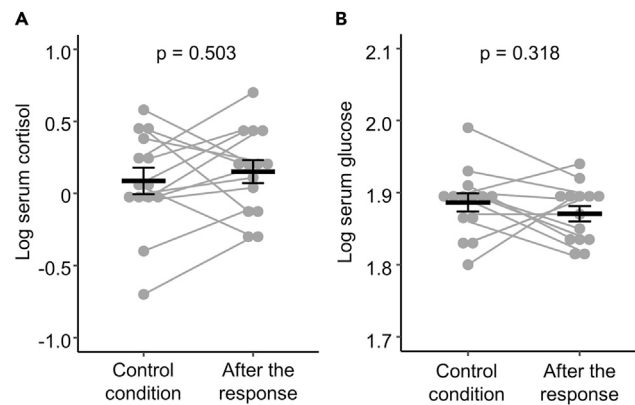 A
p = 0.503
Log serum cortisol
1.0
0.5
0
-0.5
-1.0
Control
condition
After the
response
B
p = 0.318
Log serum glucose
2.1
2.0
1.9
1.8
1.7
Control
condition
After the
response